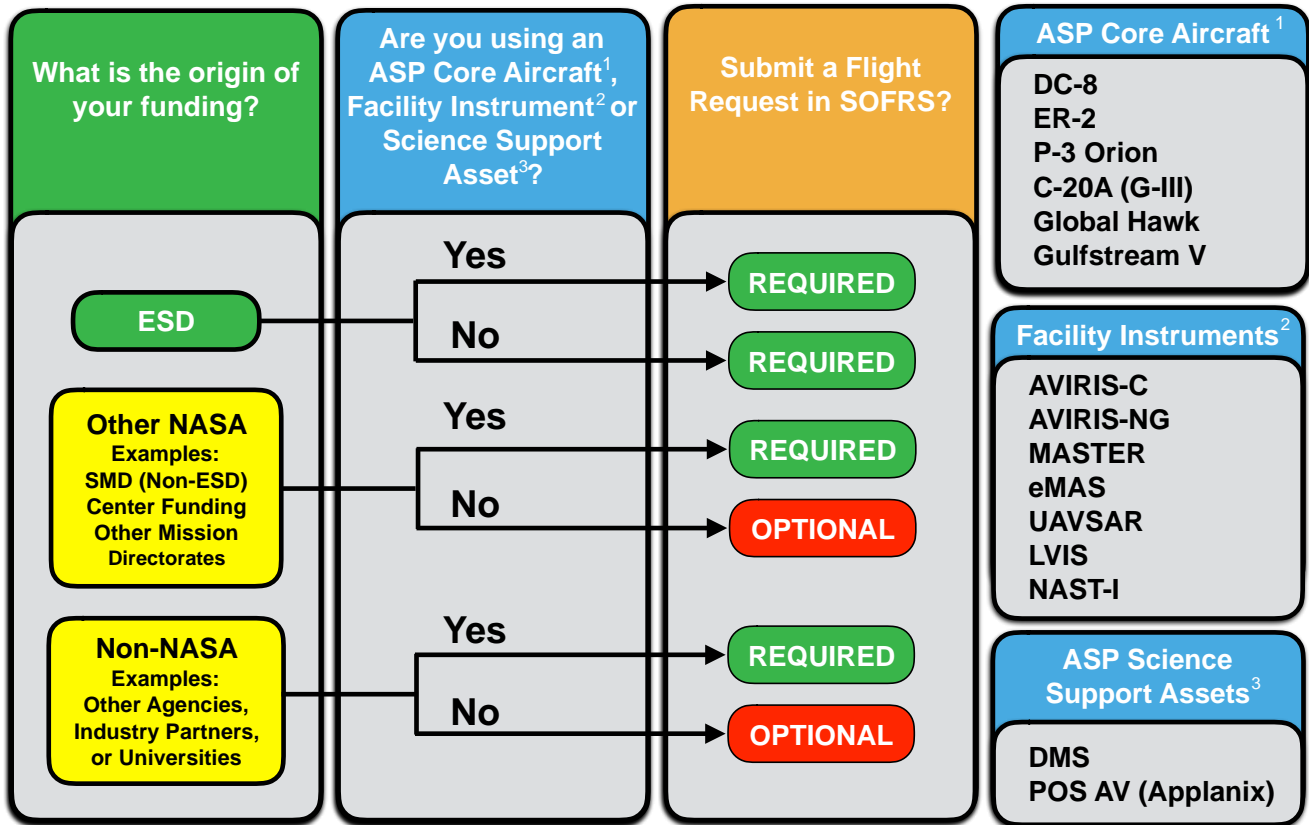 What is the origin of
your funding?
Are you using an
ASP Core Aircraft1,
Facility Instrument2 or
Science Support
Asset3?
Submit a Flight
Request in SOFRS?
ESD
Yes
REQUIRED
No
REQUIRED
Other NASA
Examples:
SMD (Non-ESD)
Center Funding
Other Mission
Directorates
Yes
REQUIRED
No
OPTIONAL
Non-NASA
Examples:
Other Agencies,
Industry Partners,
or Universities
Yes
REQUIRED
No
OPTIONAL
ASP Core Aircraft 1
DC-8
ER-2
P-3 Orion
C-20A (G-III)
Global Hawk
Gulfstream V
Facility Instruments2
AVIRIS-C
AVIRIS-NG
MASTER
eMAS
UAVSAR
LVIS
NAST-I
ASP Science
Support Assets3
DMS
POS AV (Applanix)